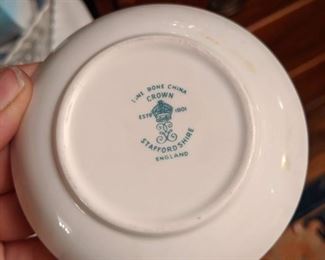 FINE BONE CHINA
CROWN
ESTD 1801
STAFFORDSHIRE
ENGLAND